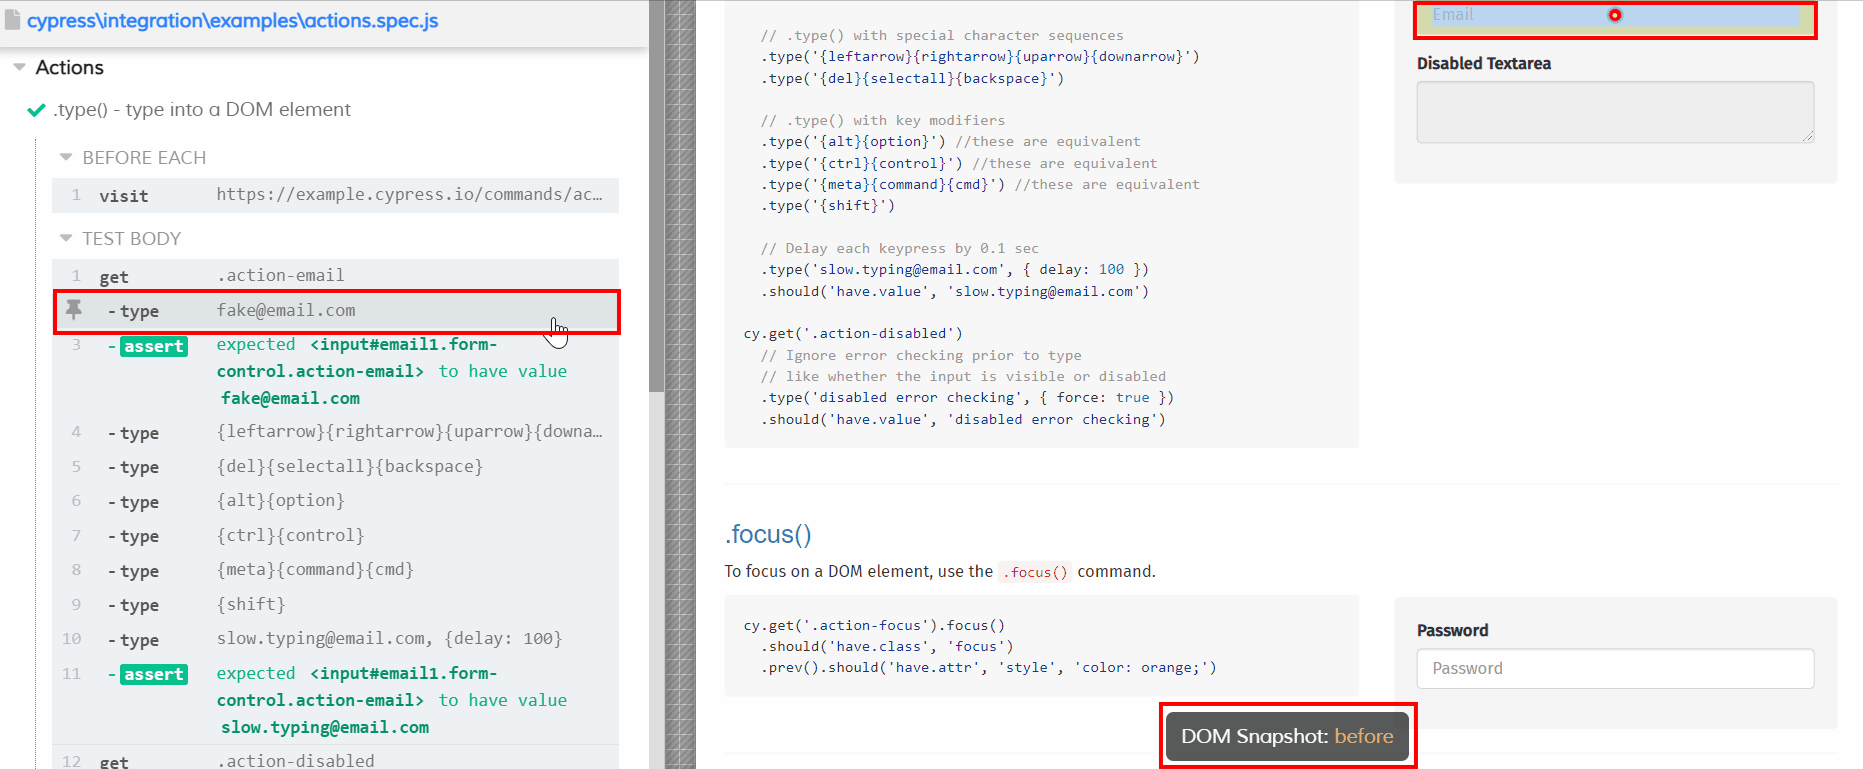 cypress\integration\examples\actions.spec.js
Actions
.type() - type into a DOM element
BEFORE EACH
1 visit https://example.cypress.io/commands/ac…
TEST BODY
1 get .action-email
- type fake@email.com
3 - assert expected <input#email1.form-
control.action-email> to have value
fake@email.com
4 - type {leftarrow}{rightarrow}{uparrow}{downa…
5 - type {del}{selectall}{backspace}
6 - type {alt}{option}
7 - type {ctrl}{control}
8 - type {meta}{command}{cmd}
9 - type {shift}
10 - type slow.typing@email.com, {delay: 100}
11 - assert expected <input#email1.form-
control.action-email> to have value
slow.typing@email.com
12 get .action-disabled
// .type() with special character sequences
.type('{leftarrow}{rightarrow}{uparrow}{downarrow}')
.type('{del}{selectall}{backspace}')
// .type() with key modifiers
.type('{alt}{option}') //these are equivalent
.type('{ctrl}{control}') //these are equivalent
.type('{meta}{command}{cmd}') //these are equivalent
.type('{shift}')
// Delay each keypress by 0.1 sec
.type('slow.typing@email.com', { delay: 100 })
.should('have.value', 'slow.typing@email.com')
cy.get('.action-disabled')
// Ignore error checking prior to type
// like whether the input is visible or disabled
.type('disabled error checking', { force: true })
.should('have.value', 'disabled error checking')
Email
Disabled Textarea
.focus()
To focus on a DOM element, use the .focus() command.
cy.get('.action-focus').focus()
.should('have.class', 'focus')
.prev().should('have.attr', 'style', 'color: orange;')
Password
Password
DOM Snapshot: before